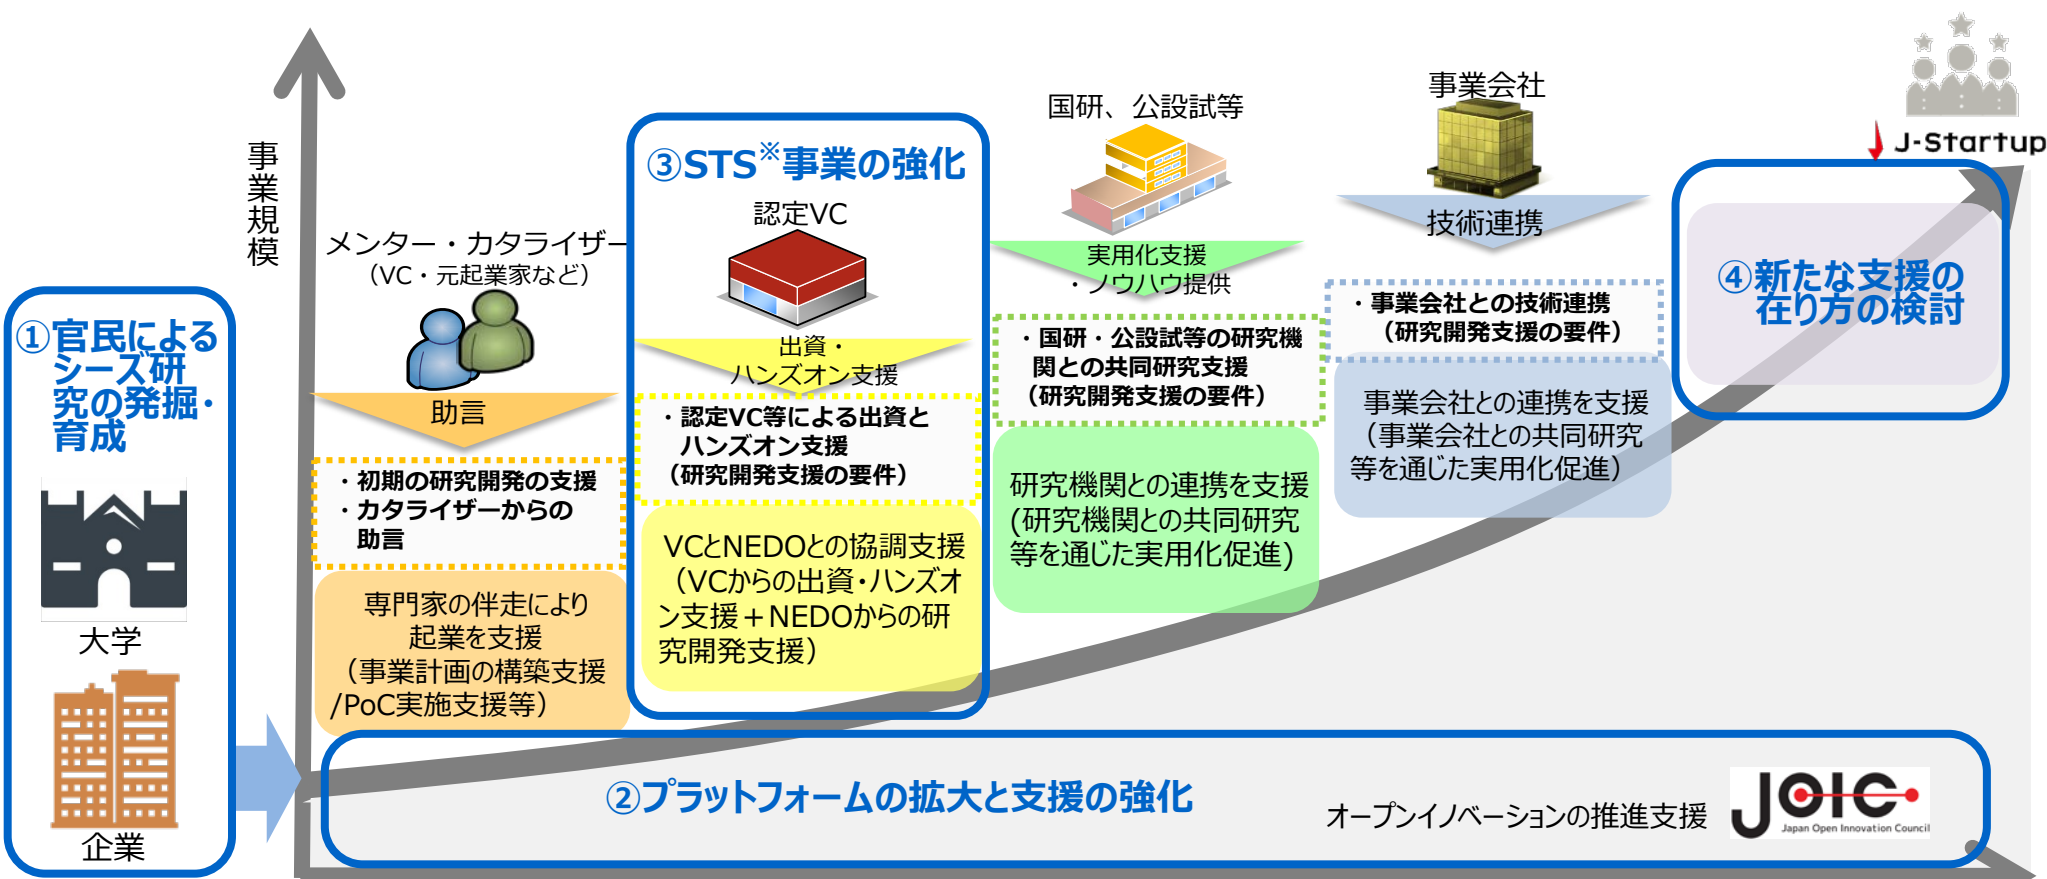 ①官民による
シーズ研
究の発掘・
育成
大学
企業
事業規模
メンター・カタライザー
（VC・元起業家など）
助言
・初期の研究開発の支援
・カタライザーからの
助言
専門家の伴走により
起業を支援
（事業計画の構築支援
/PoC実施支援等）
③STS※事業の強化
認定VC
出資・
ハンズオン支援
・認定VC等による出資と
ハンズオン支援
（研究開発支援の要件）
VCとNEDOとの協調支援
（VCからの出資・ハンズオ
ン支援＋NEDOからの研
究開発支援）
国研、公設試等
実用化支援
・ノウハウ提供
・国研・公設試等の研究機
関との共同研究支援
（研究開発支援の要件）
研究機関との連携を支援
(研究機関との共同研究
等を通じた実用化促進)
事業会社
技術連携
・事業会社との技術連携
（研究開発支援の要件）
事業会社との連携を支援
（事業会社との共同研究
等を通じた実用化促進）
J-Startup
④新たな支援の
在り方の検討
②プラットフォームの拡大と支援の強化
オープンイノベーションの推進支援
JOIC
Japan Open Innovation Council